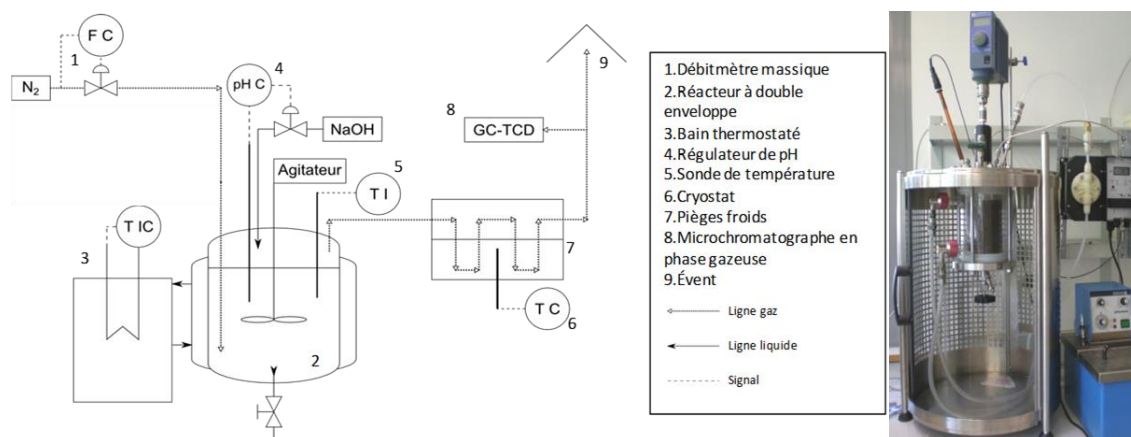 F C
1
N₂
4
pH C
NaOH
Agitateur
5
T I
T IC
3
2
8
GC-TCD
9
7
T C
6
1.Débitmètre massique
2.Réacteur à double
enveloppe
3.Bain thermostaté
4.Régulateur de pH
5.Sonde de température
6.Cryostat
7.Pièges froids
8.Microchromatographe en
phase gazeuse
9.Évent
Ligne gaz
Ligne liquide
Signal